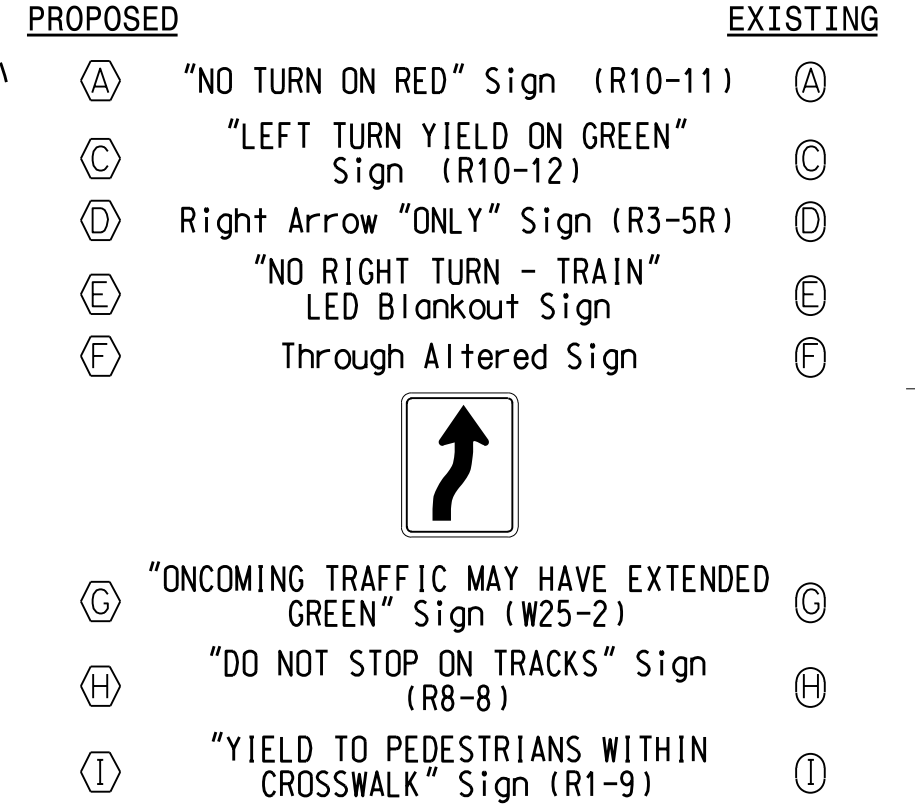 PROPOSED EXISTING
A "NO TURN ON RED" Sign (R10-11) A
"LEFT TURN YIELD ON GREEN"
C Sign (R10-12) C
D Right Arrow "ONLY" Sign (R3-5R) D
"NO RIGHT TURN - TRAIN"
E LED Blankout Sign E
F Through Altered Sign F
"ONCOMING TRAFFIC MAY HAVE EXTENDED
G GREEN" Sign (W25-2) G
"DO NOT STOP ON TRACKS" Sign
H (R8-8) H
"YIELD TO PEDESTRIANS WITHIN
I CROSSWALK" Sign (R1-9) I